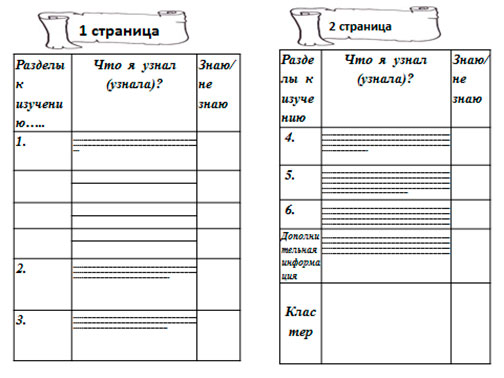 1 страница
Разделы
к
изучени
ю.....
Что я узнал
(узнала)?
Знаю/
не
знаю
1.
2.
3.
2 страница
Разде
лы к
изуче
нию
Что я узнал
(узнала)?
Знаю/
не
знаю
4.
5.
6.
Дополни
тельная
информа
ция
Клас
тер